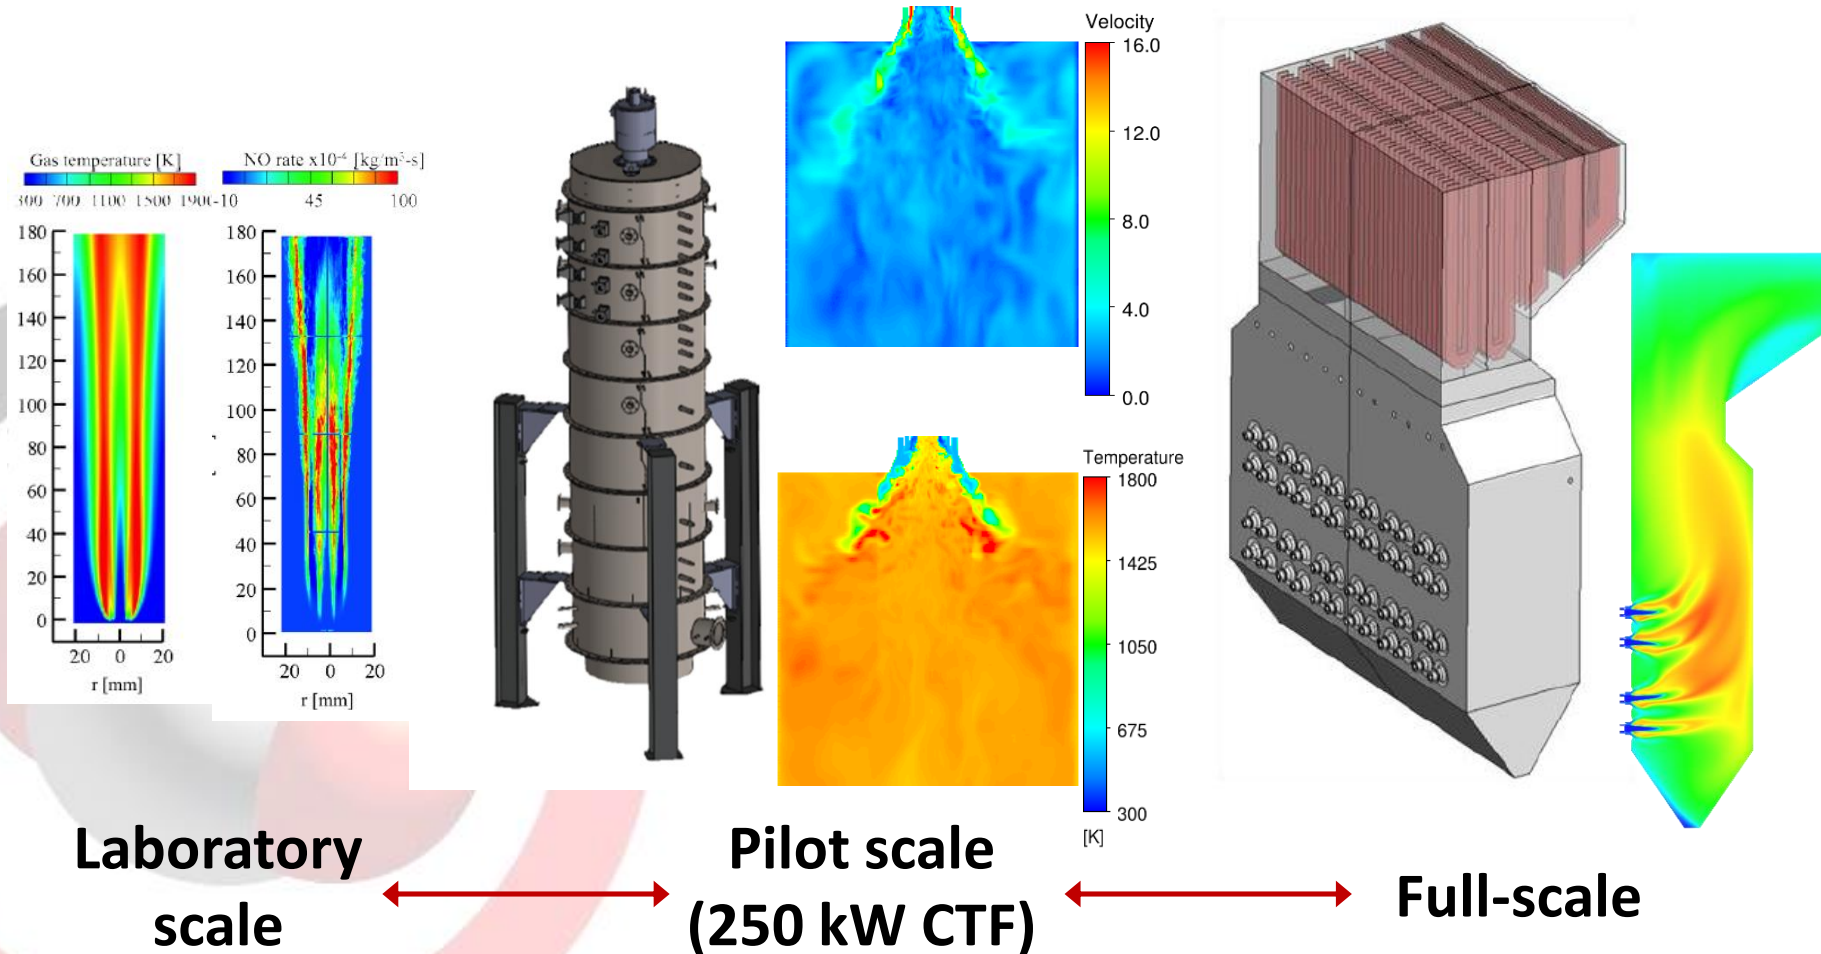 Gas temperature [K]
300 700 1100 1500 1900
180
160
140
120
100
80
60
40
20
0
20 0 20
r [mm]
NO rate x10⁻⁴ [kg/m³-s]
-10 45 100
180
160
140
120
100
80
60
40
20
0
20 0 20
r [mm]
Velocity
16.0
12.0
8.0
4.0
0.0
Temperature
1800
1425
1050
675
300
[K]
Laboratory
scale
Pilot scale
(250 kW CTF)
Full-scale